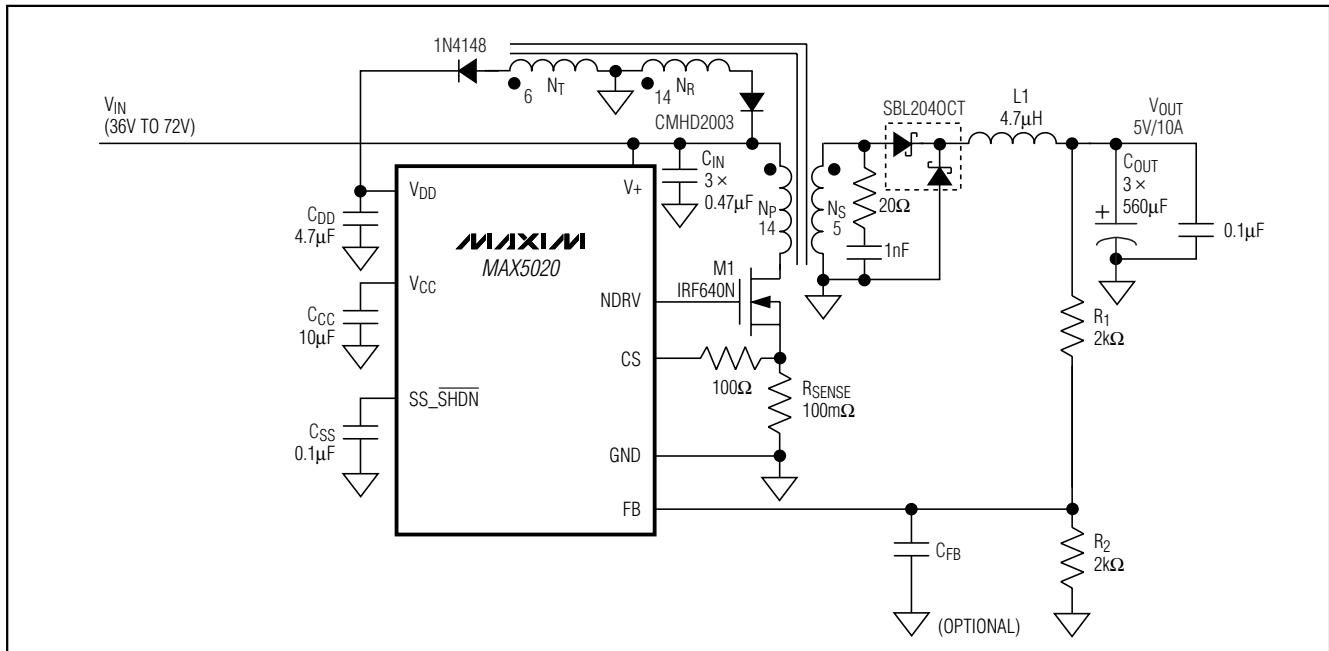 1N4148
6
N_T
14
N_R
CMHD2003
V_IN
(36V TO 72V)
SBL204OCT
L1
4.7µH
V_OUT
5V/10A
C_IN
3 ×
0.47µF
N_P
14
N_S
5
20Ω
1nF
C_OUT
3 ×
560µF
+
0.1µF
V_DD
V+
C_DD
4.7µF
MAXIM
MAX5020
V_CC
C_CC
10µF
NDRV
M1
IRF640N
CS
100Ω
R_SENSE
100mΩ
R_1
2kΩ
SS_SHDN
C_SS
0.1µF
GND
FB
C_FB
(OPTIONAL)
R_2
2kΩ